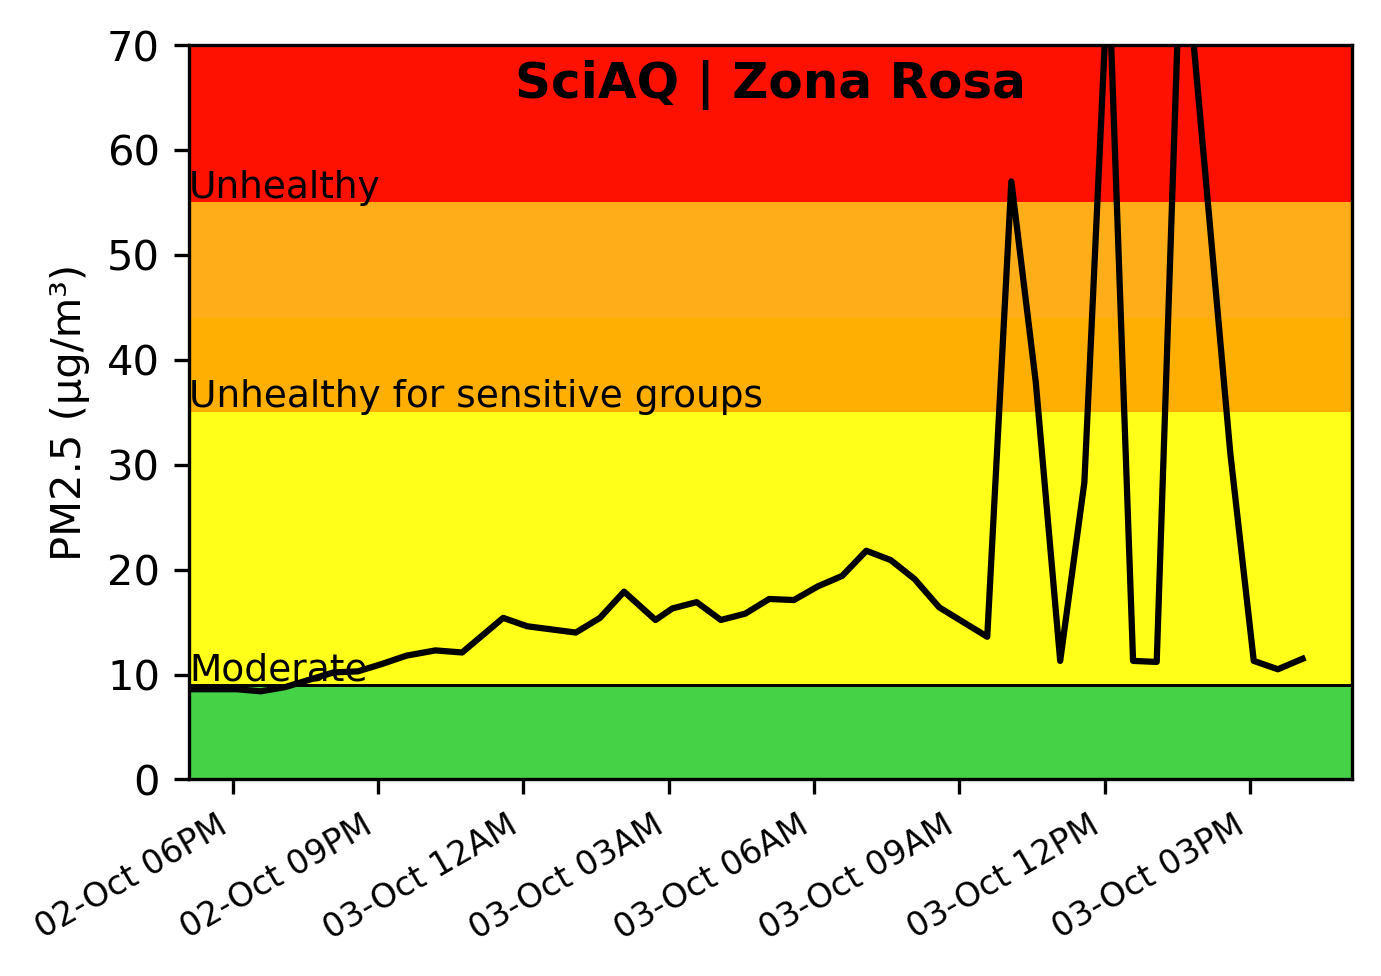 SciAQ | Zona Rosa
70
60
50
40
30
20
10
0
PM2.5 (µg/m³)
Unhealthy
Unhealthy for sensitive groups
Moderate
02-Oct 06PM
02-Oct 09PM
03-Oct 12AM
03-Oct 03AM
03-Oct 06AM
03-Oct 09AM
03-Oct 12PM
03-Oct 03PM